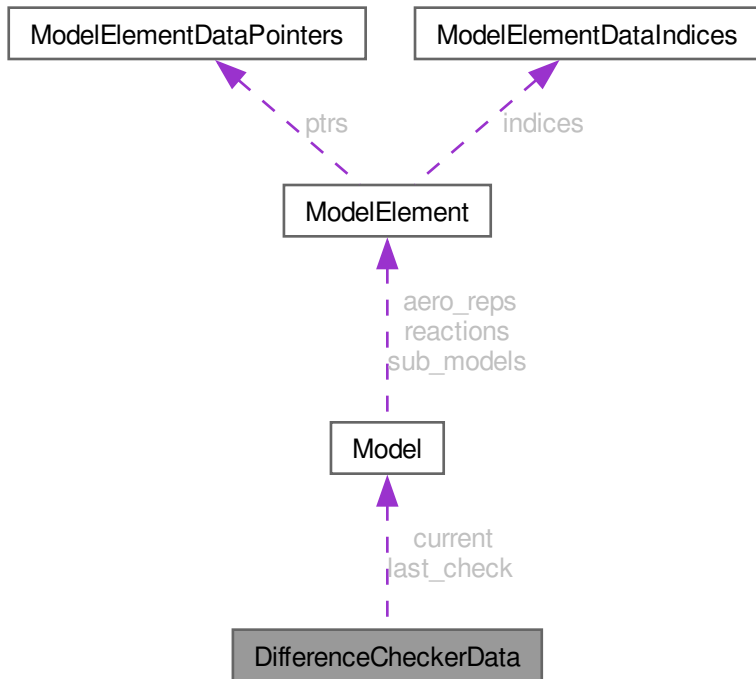 ModelElementDataPointers
ModelElementDataIndices
ptrs
indices
ModelElement
aero_reps
reactions
sub_models
Model
current
last_check
DifferenceCheckerData